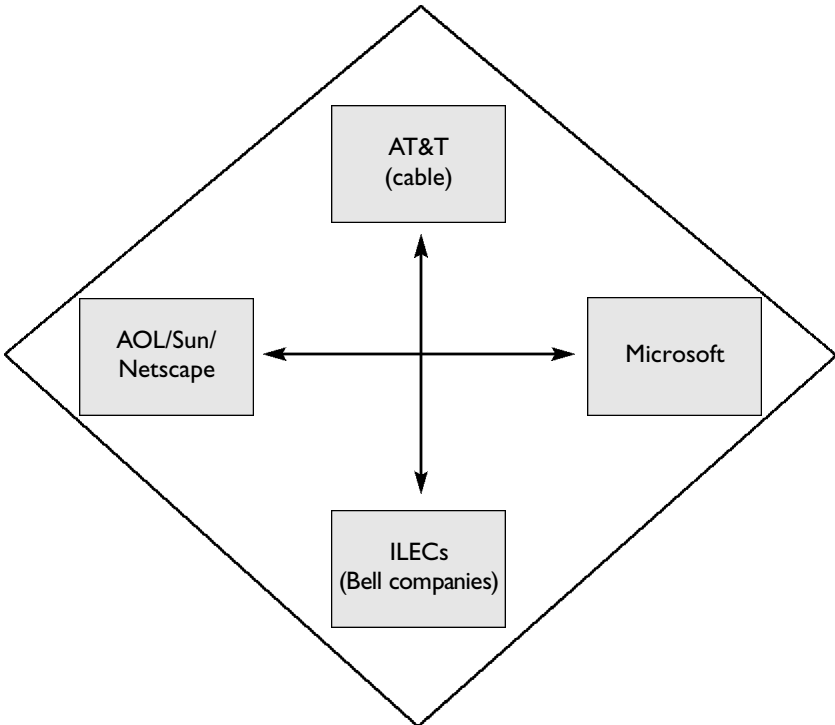 AT&T
(cable)
AOL/Sun/
Netscape
Microsoft
ILECs
(Bell companies)